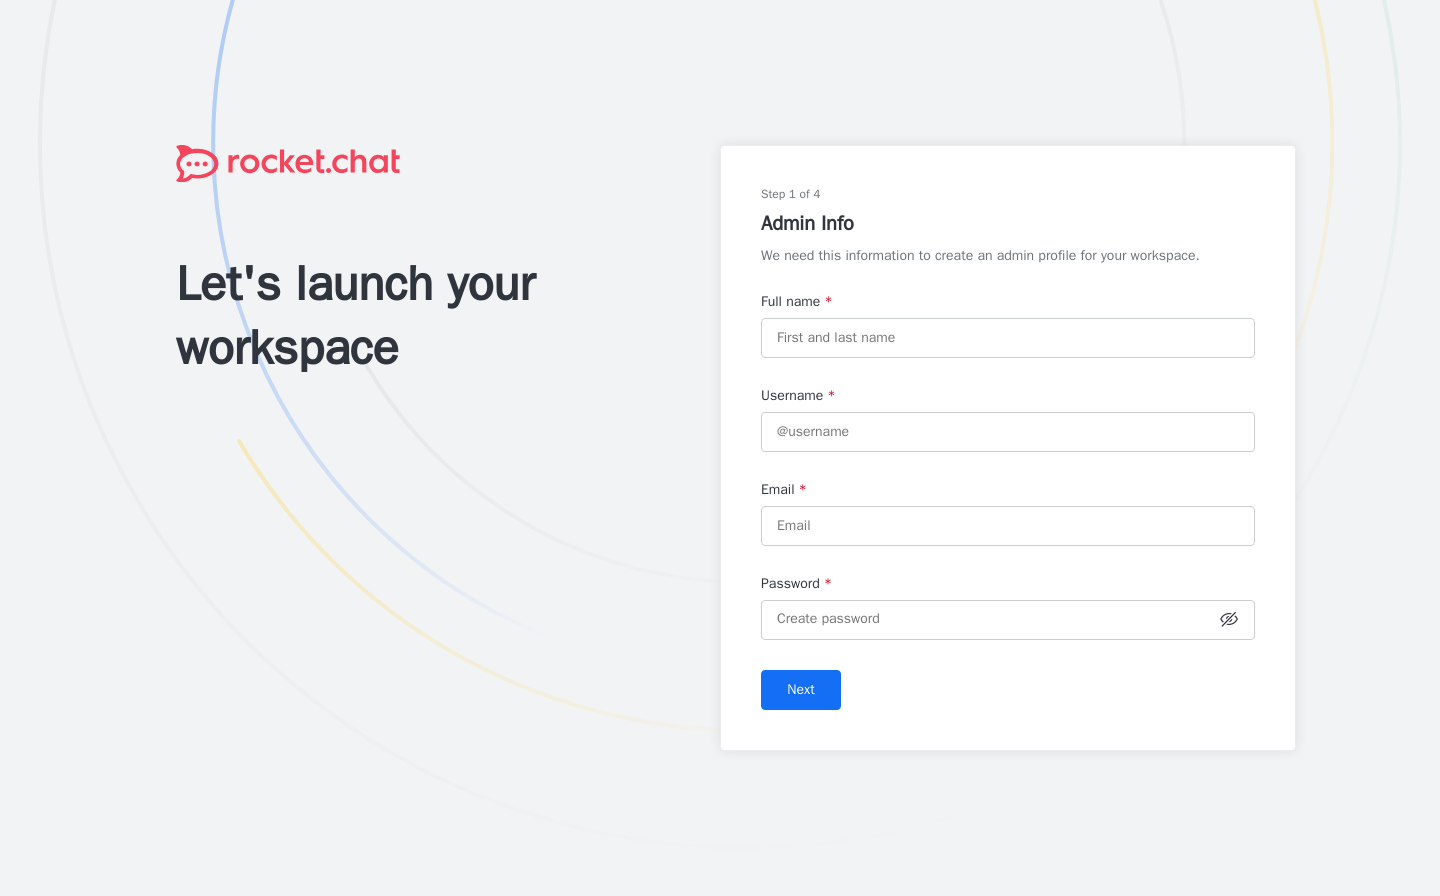 rocket.chat
Let's launch your
workspace
Step 1 of 4
Admin Info
We need this information to create an admin profile for your workspace.
Full name *
First and last name
Username *
@username
Email *
Email
Password *
Create password
Next